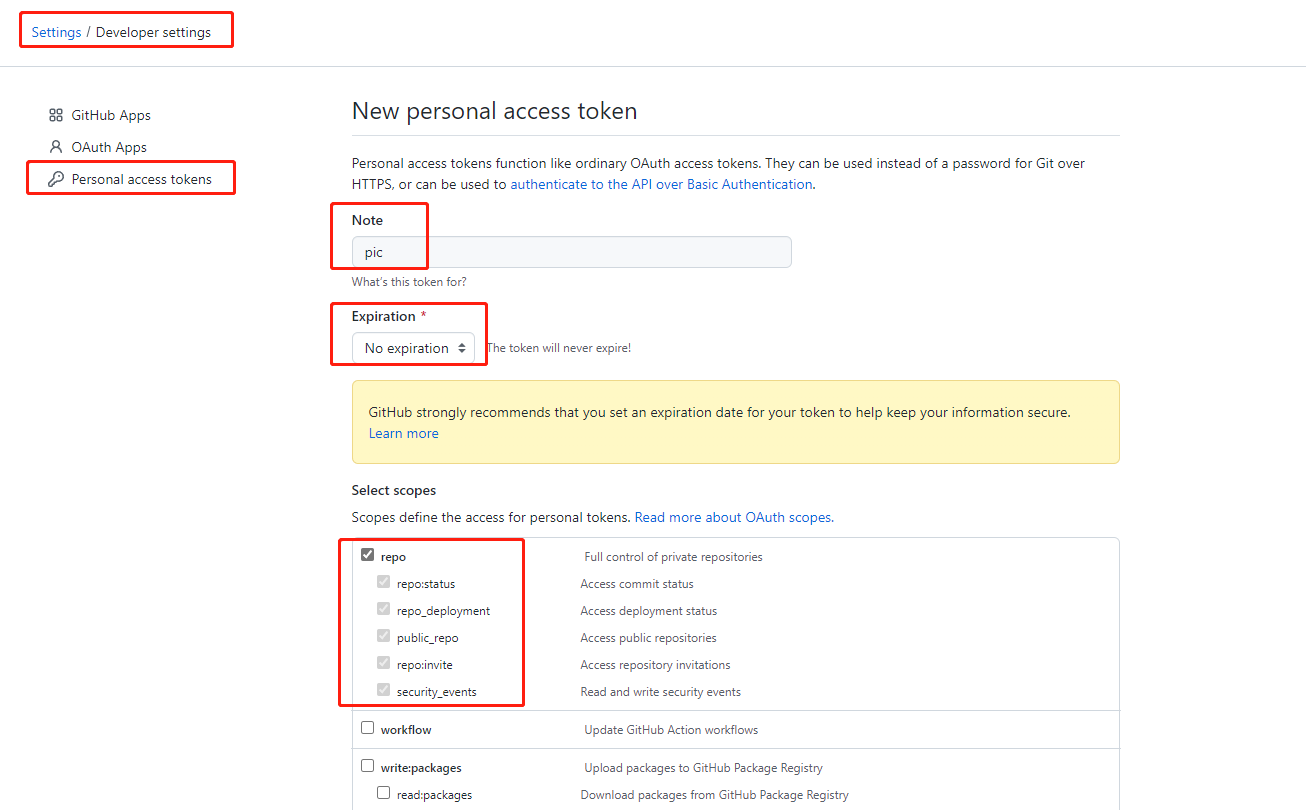 Settings / Developer settings
GitHub Apps
OAuth Apps
Personal access tokens
New personal access token
Personal access tokens function like ordinary OAuth access tokens. They can be used instead of a password for Git over
HTTPS, or can be used to authenticate to the API over Basic Authentication.
Note
pic
What's this token for?
Expiration *
No expiration The token will never expire!
GitHub strongly recommends that you set an expiration date for your token to help keep your information secure.
Learn more
Select scopes
Scopes define the access for personal tokens. Read more about OAuth scopes.
repo Full control of private repositories
repo:status Access commit status
repo_deployment Access deployment status
public_repo Access public repositories
repo:invite Access repository invitations
security_events Read and write security events
workflow Update GitHub Action workflows
write:packages Upload packages to GitHub Package Registry
read:packages Download packages from GitHub Package Registry